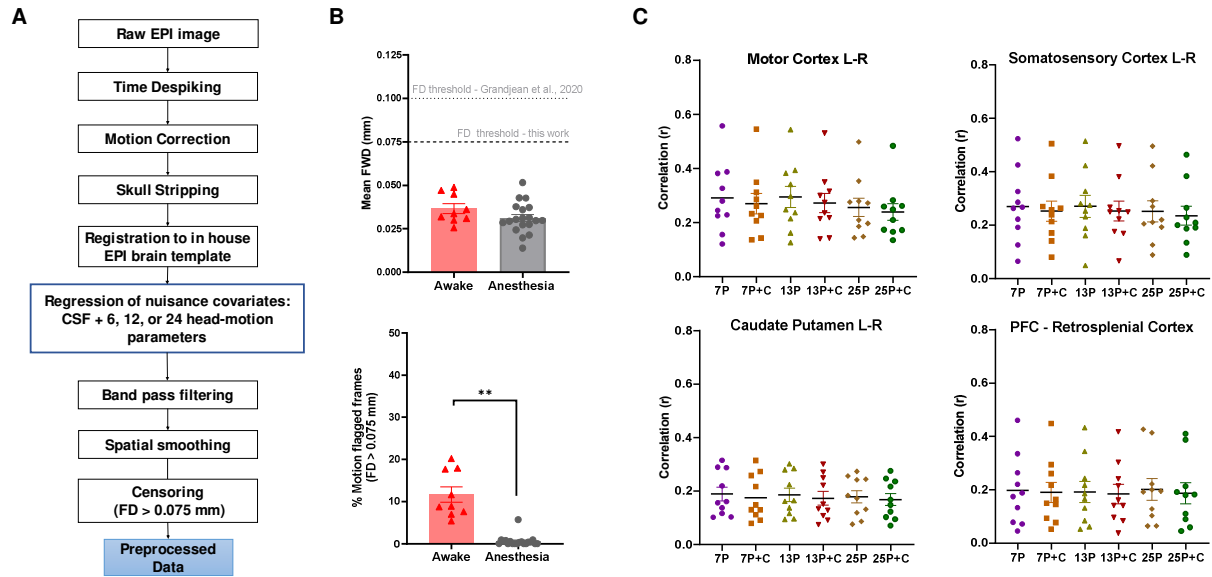 A
Raw EPI image
Time Despiking
Motion Correction
Skull Stripping
Registration to in house
EPI brain template
Regression of nuisance covariates:
CSF + 6, 12, or 24 head-motion
parameters
Band pass filtering
Spatial smoothing
Censoring
(FD > 0.075 mm)
Preprocessed
Data
B
Mean FWD (mm)
0.125
0.100
0.075
0.050
0.025
0.000
FD threshold - Grandjean et al., 2020
FD threshold - this work
Awake
Anesthesia
% Motion flagged frames
(FD > 0.075 mm)
50
40
30
20
10
0
**
Awake
Anesthesia
C
Motor Cortex L-R
Correlation (r)
0.8
0.6
0.4
0.2
0.0
7P
7P+C
13P
13P+C
25P
25P+C
Somatosensory Cortex L-R
Correlation (r)
0.8
0.6
0.4
0.2
0.0
7P
7P+C
13P
13P+C
25P
25P+C
Caudate Putamen L-R
Correlation (r)
0.8
0.6
0.4
0.2
0.0
7P
7P+C
13P
13P+C
25P
25P+C
PFC - Retrosplenial Cortex
Correlation (r)
0.8
0.6
0.4
0.2
0.0
7P
7P+C
13P
13P+C
25P
25P+C